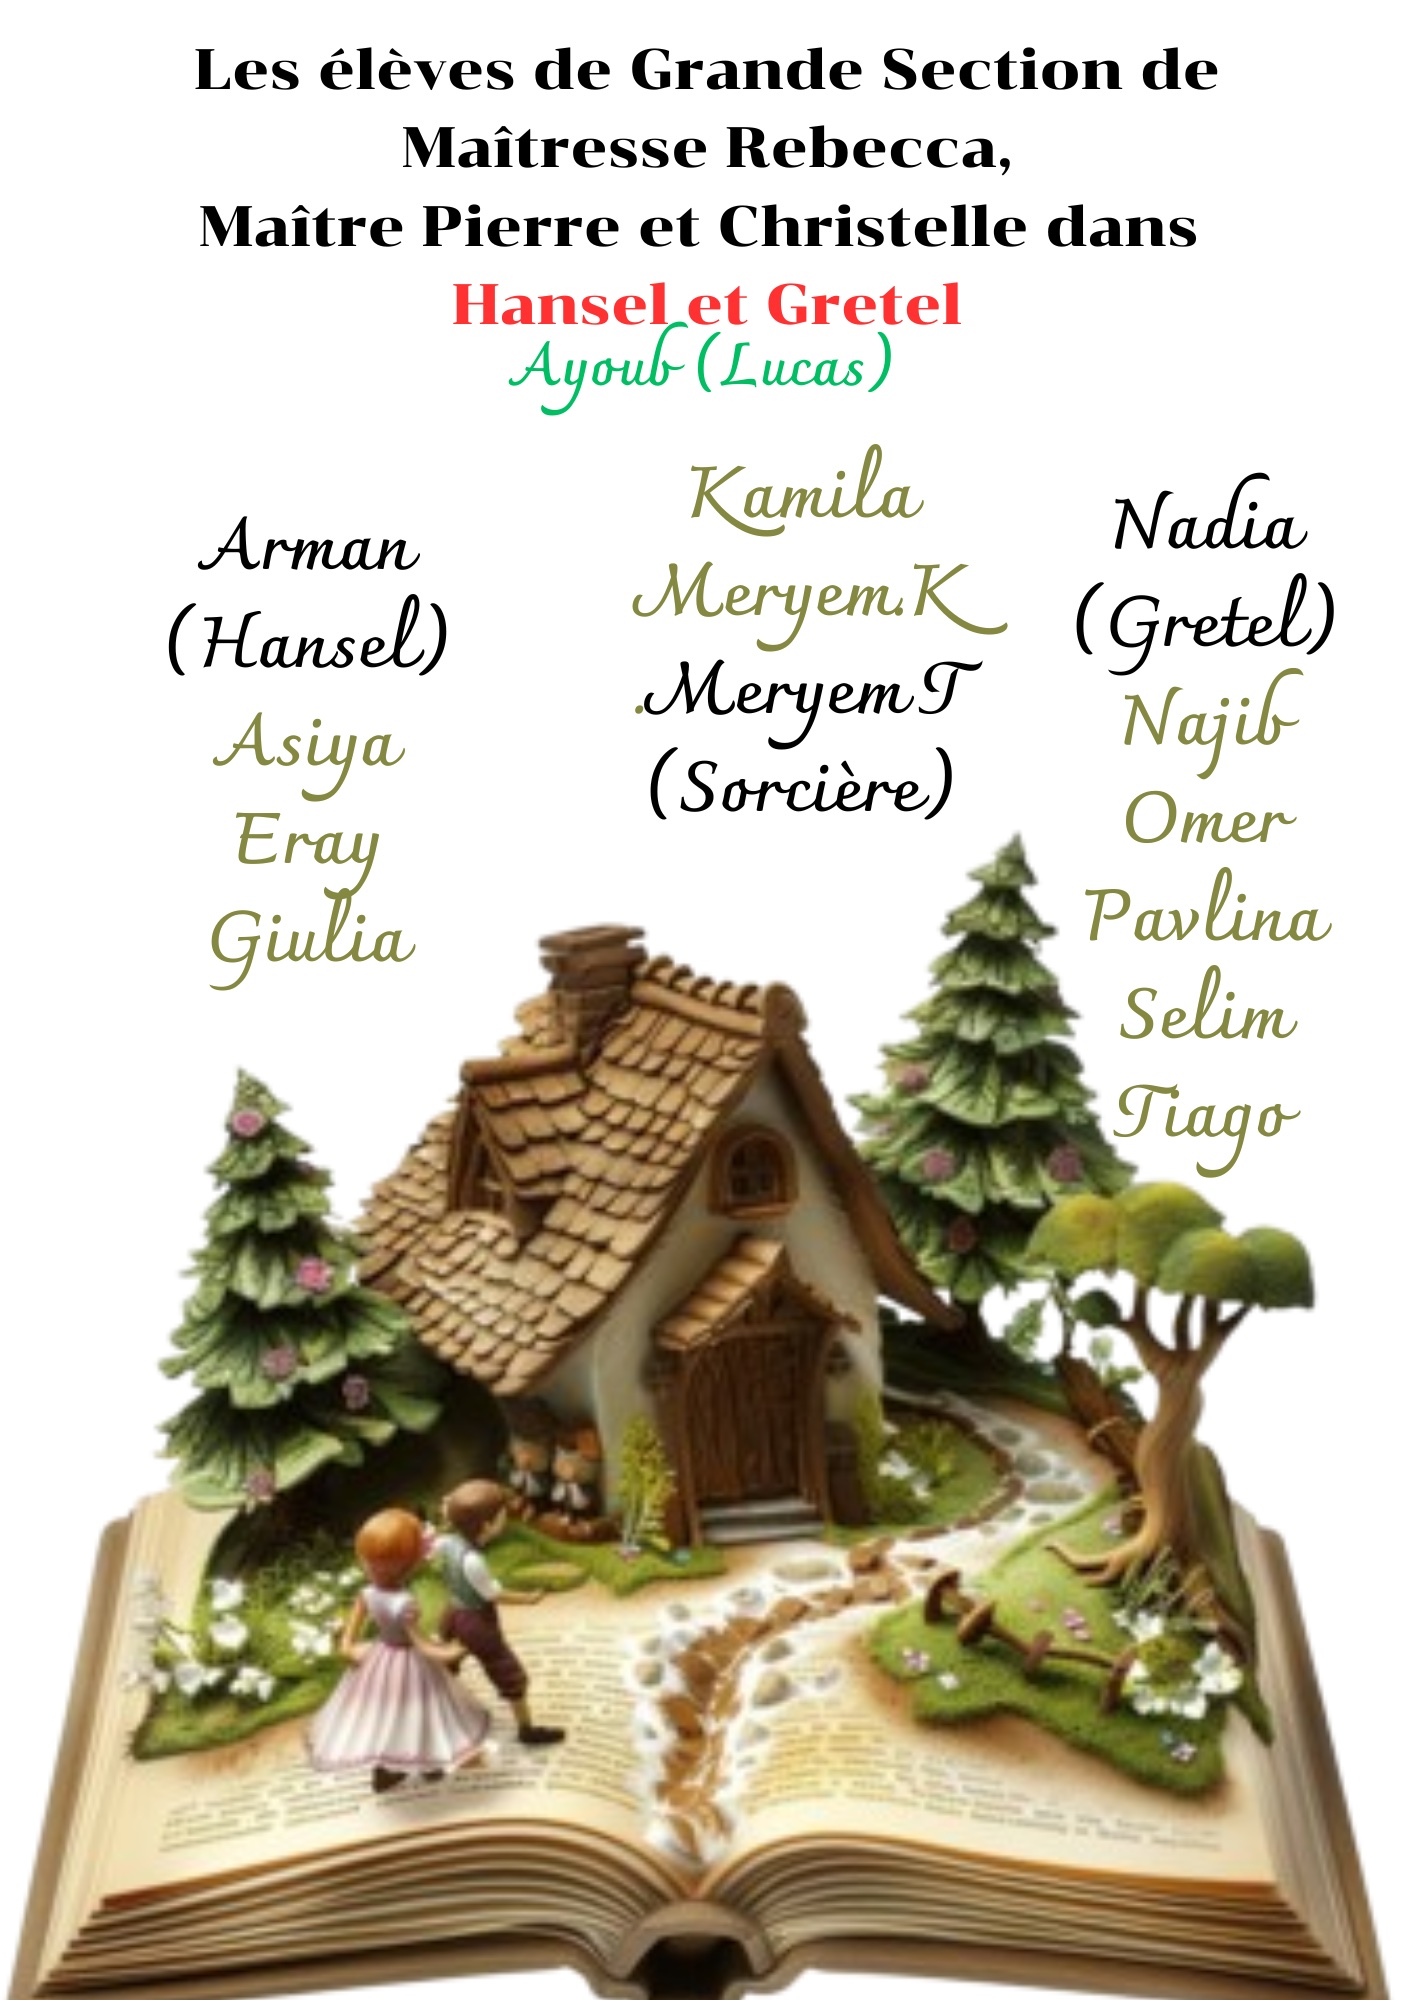 Les élèves de Grande Section de
Maîtresse Rebecca,
Maître Pierre et Christelle dans
Hansel et Gretel
Ayoub (Lucas)
Arman
(Hansel)
Asiya
Eray
Giulia
Kamila
Meryem.K
.MeryemT
(Sorcière)
Nadia
(Gretel)
Najib
Omer
Pavlina
Selim
Tiago